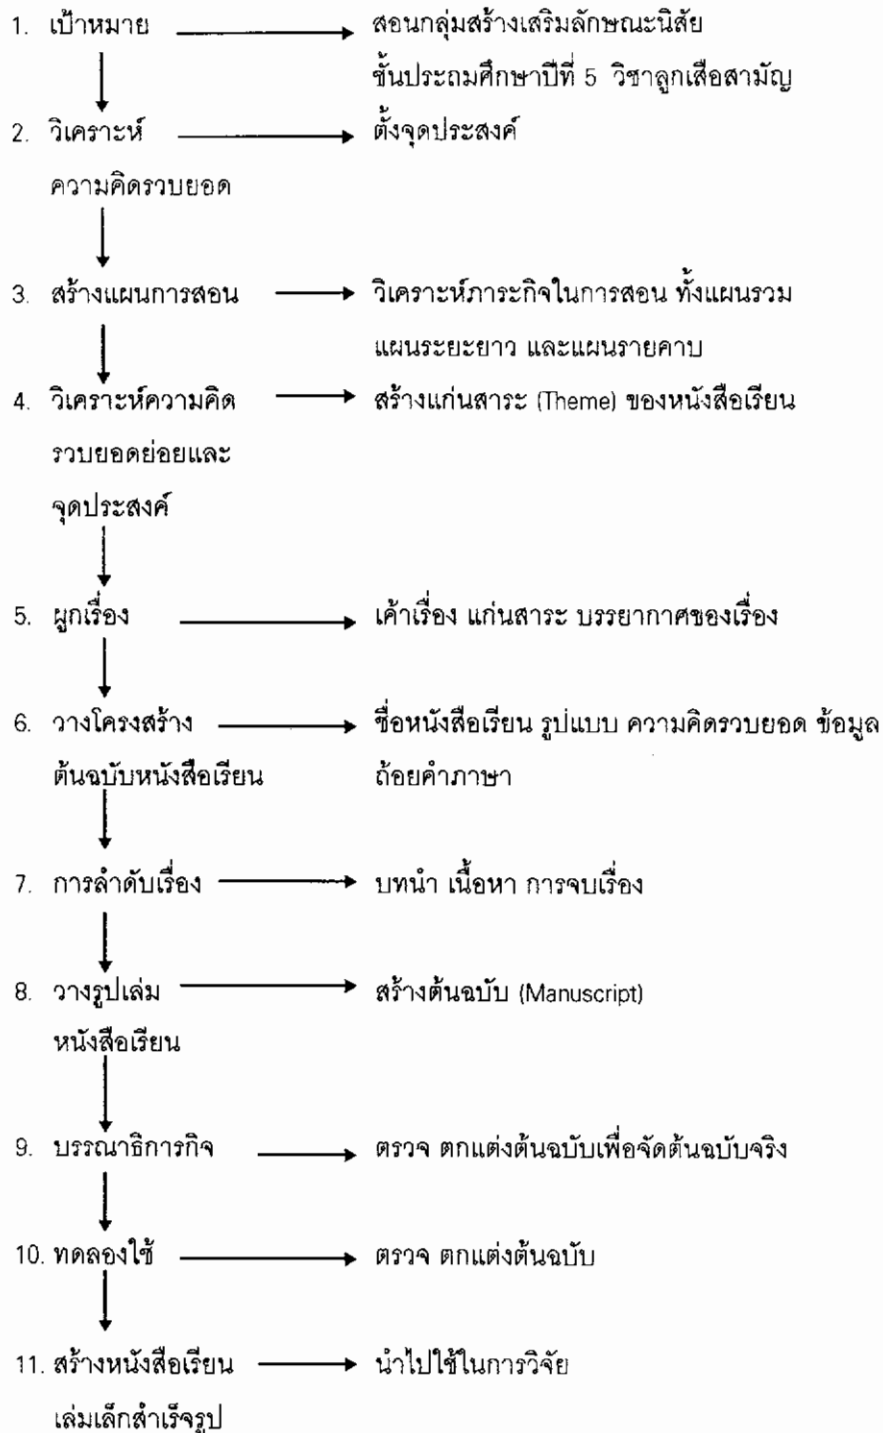 1. เป้าหมาย สอนกลุ่มสร้างเสริมลักษณะนิสัย
ชั้นประถมศึกษาปีที่ 5 วิชาลูกเสือสามัญ
2. วิเคราะห์ ตั้งจุดประสงค์
ความคิดรวบยอด
3. สร้างแผนการสอน วิเคราะห์ภาระกิจในการสอน ทั้งแผนรวม
แผนระยะยาว และแผนรายคาบ
4. วิเคราะห์ความคิด สร้างแก่นสาระ (Theme) ของหนังสือเรียน
รวบยอดย่อยและ
จุดประสงค์
5. ผูกเรื่อง เค้าเรื่อง แก่นสาระ บรรยากาศของเรื่อง
6. วางโครงสร้าง ชื่อหนังสือเรียน รูปแบบ ความคิดรวบยอด ข้อมูล
ต้นฉบับหนังสือเรียน ถ้อยคำภาษา
7. การลำดับเรื่อง บทนำ เนื้อหา การจบเรื่อง
8. วางรูปเล่ม สร้างต้นฉบับ (Manuscript)
หนังสือเรียน
9. บรรณาธิการกิจ ตรวจ ตกแต่งต้นฉบับเพื่อจัดต้นฉบับจริง
10. ทดลองใช้ ตรวจ ตกแต่งต้นฉบับ
11. สร้างหนังสือเรียน นำไปใช้ในการวิจัย
เล่มเล็กสำเร็จรูป